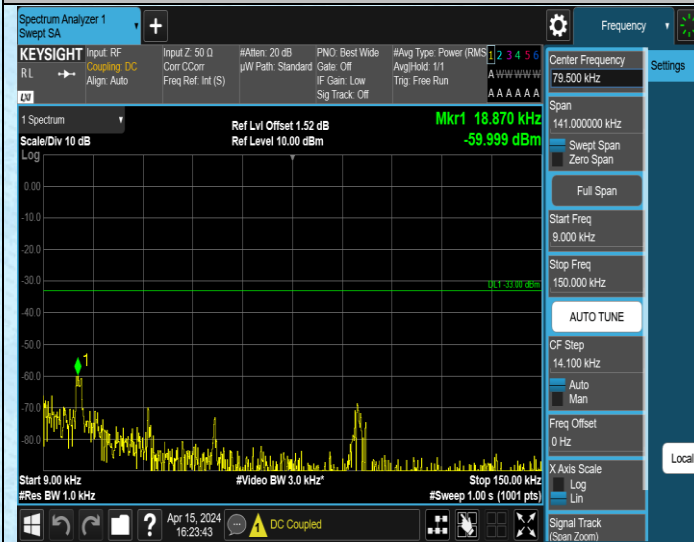 Spectrum Analyzer 1
Swept SA
+
Frequency
KEYSIGHT
RL
LXI
Input: RF
Coupling: DC
Align: Auto
Input Z: 50 Ω
Corr CCorr
Freq Ref: Int (S)
#Atten: 20 dB
µW Path: Standard
PNO: Best Wide
Gate: Off
IF Gain: Low
Sig Track: Off
#Avg Type: Power (RMS
Avg|Hold: 1/1
Trig: Free Run
1 2 3 4 5 6
A W W W W W
A A A A A A
1 Spectrum
Scale/Div 10 dB
Log
Ref Lvl Offset 1.52 dB
Ref Level 10.00 dBm
Mkr1 18.870 kHz
-59.999 dBm
0.00
-10.0
-20.0
-30.0
DL1 -33.00 dBm
-40.0
-50.0
-60.0
-70.0
-80.0
1
Start 9.00 kHz
#Res BW 1.0 kHz
#Video BW 3.0 kHz*
Stop 150.00 kHz
#Sweep 1.00 s (1001 pts)
Center Frequency
79.500 kHz
Span
141.000000 kHz
Swept Span
Zero Span
Full Span
Start Freq
9.000 kHz
Stop Freq
150.000 kHz
AUTO TUNE
CF Step
14.100 kHz
Auto
Man
Freq Offset
0 Hz
X Axis Scale
Log
Lin
Signal Track
(Span Zoom)
Settings
Local
?
Apr 15, 2024
16:23:43
DC Coupled